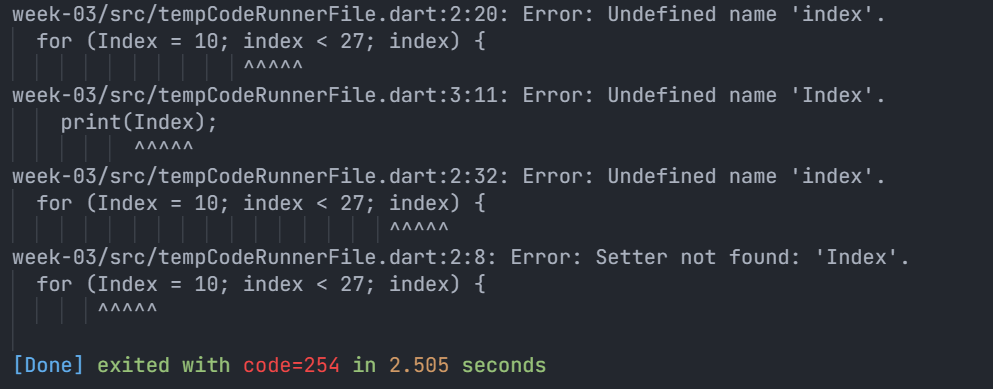 week-03/src/tempCodeRunnerFile.dart:2:20: Error: Undefined name 'index'.
  for (Index = 10; index < 27; index) {
                   ^^^^^
week-03/src/tempCodeRunnerFile.dart:3:11: Error: Undefined name 'Index'.
    print(Index);
          ^^^^^
week-03/src/tempCodeRunnerFile.dart:2:32: Error: Undefined name 'index'.
  for (Index = 10; index < 27; index) {
                               ^^^^^
week-03/src/tempCodeRunnerFile.dart:2:8: Error: Setter not found: 'Index'.
  for (Index = 10; index < 27; index) {
       ^^^^^
[Done] exited with code=254 in 2.505 seconds